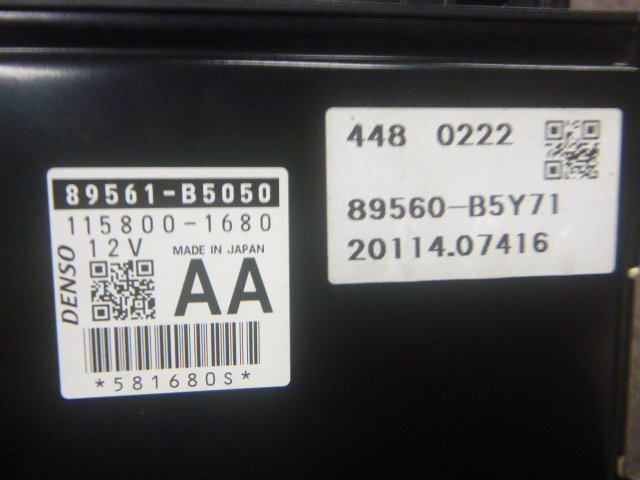 89561-B5050
115800-1680
12V MADE IN JAPAN
DENSO
AA
*581680S*
448 0222
89560-B5Y71
20114.07416